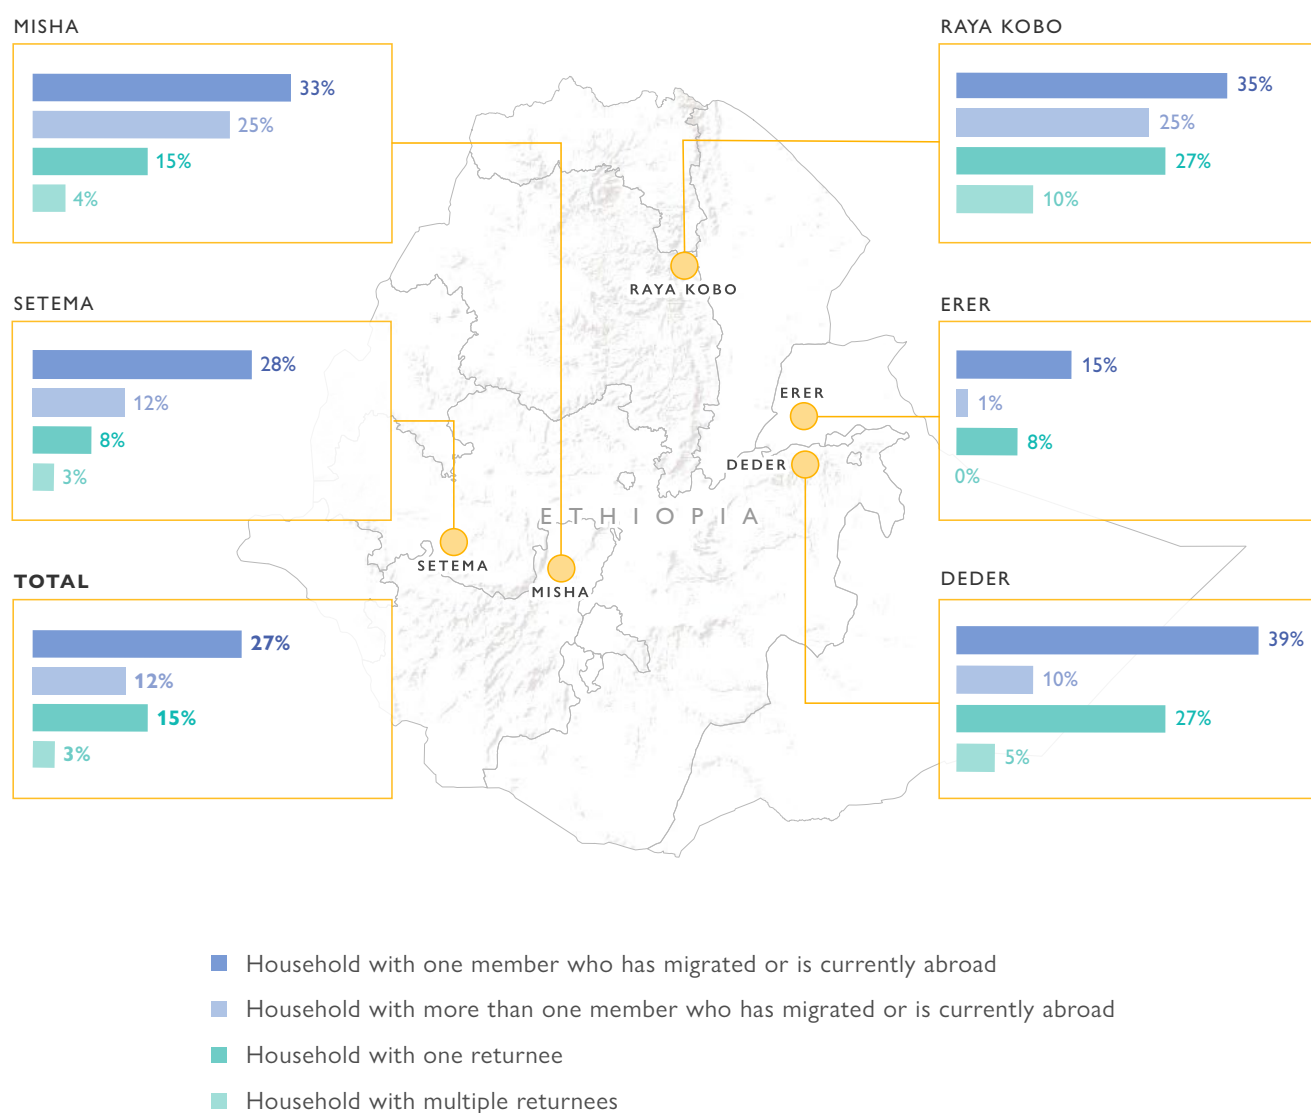 MISHA
33%
25%
15%
4%
RAYA KOBO
35%
25%
27%
10%
SETEMA
28%
12%
8%
3%
ERER
15%
1%
8%
0%
TOTAL
27%
12%
15%
3%
DEDER
39%
10%
27%
5%
RAYA KOBO
ERER
DEDER
ETHIOPIA
SETEMA
MISHA
Household with one member who has migrated or is currently abroad
Household with more than one member who has migrated or is currently abroad
Household with one returnee
Household with multiple returnees